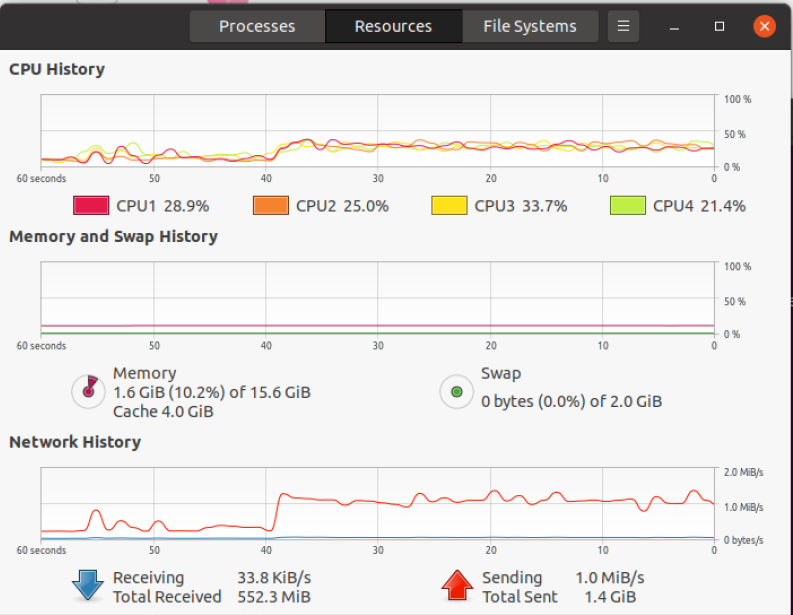 Processes Resources File Systems
CPU History
100 %
50 %
0 %
60 seconds 50 40 30 20 10 0
CPU1 28.9% CPU2 25.0% CPU3 33.7% CPU4 21.4%
Memory and Swap History
100 %
50 %
0 %
60 seconds 50 40 30 20 10 0
Memory
1.6 GiB (10.2%) of 15.6 GiB
Cache 4.0 GiB
Swap
0 bytes (0.0%) of 2.0 GiB
Network History
2.0 MiB/s
1.0 MiB/s
0 bytes/s
60 seconds 50 40 30 20 10 0
Receiving 33.8 KiB/s
Total Received 552.3 MiB
Sending 1.0 MiB/s
Total Sent 1.4 GiB